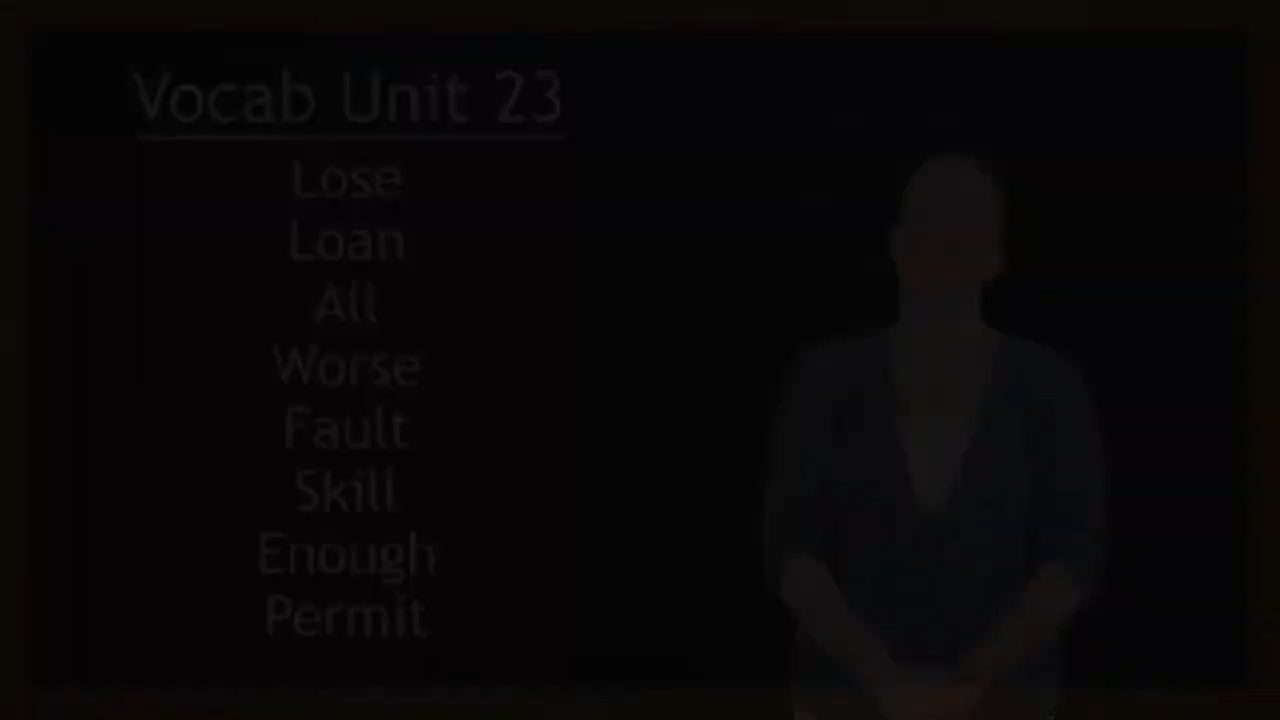 Vocab Unit 23
Lose
Loan
All
Worse
Fault
Skill
Enough
Permit